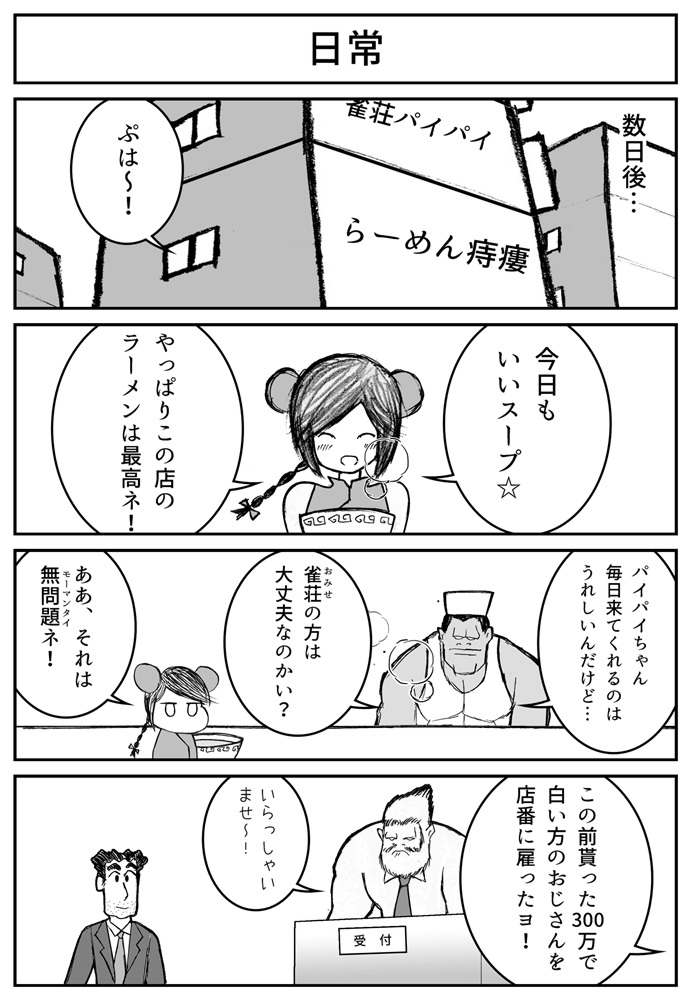 日常
数日後…
雀荘パイパイ
らーめん痔瘻
ぷは〜！
今日も
いいスープ☆
やっぱりこの店の
ラーメンは最高ネ！
パイパイちゃん
毎日来てくれるのは
うれしいんだけど…
雀荘の方は
おみせ
大丈夫なのかい？
ああ、それは
無問題ネ！
モーマンタイ
この前貰った300万で
白い方のおじさんを
店番に雇ったヨ！
いらっしゃい
ませ〜！
受付